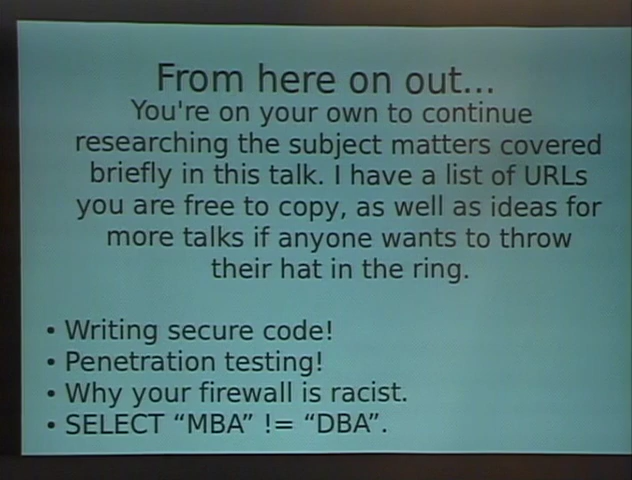 From here on out...
You're on your own to continue
researching the subject matters covered
briefly in this talk. I have a list of URLs
you are free to copy, as well as ideas for
more talks if anyone wants to throw
their hat in the ring.
• Writing secure code!
• Penetration testing!
• Why your firewall is racist.
• SELECT “MBA” != “DBA”.